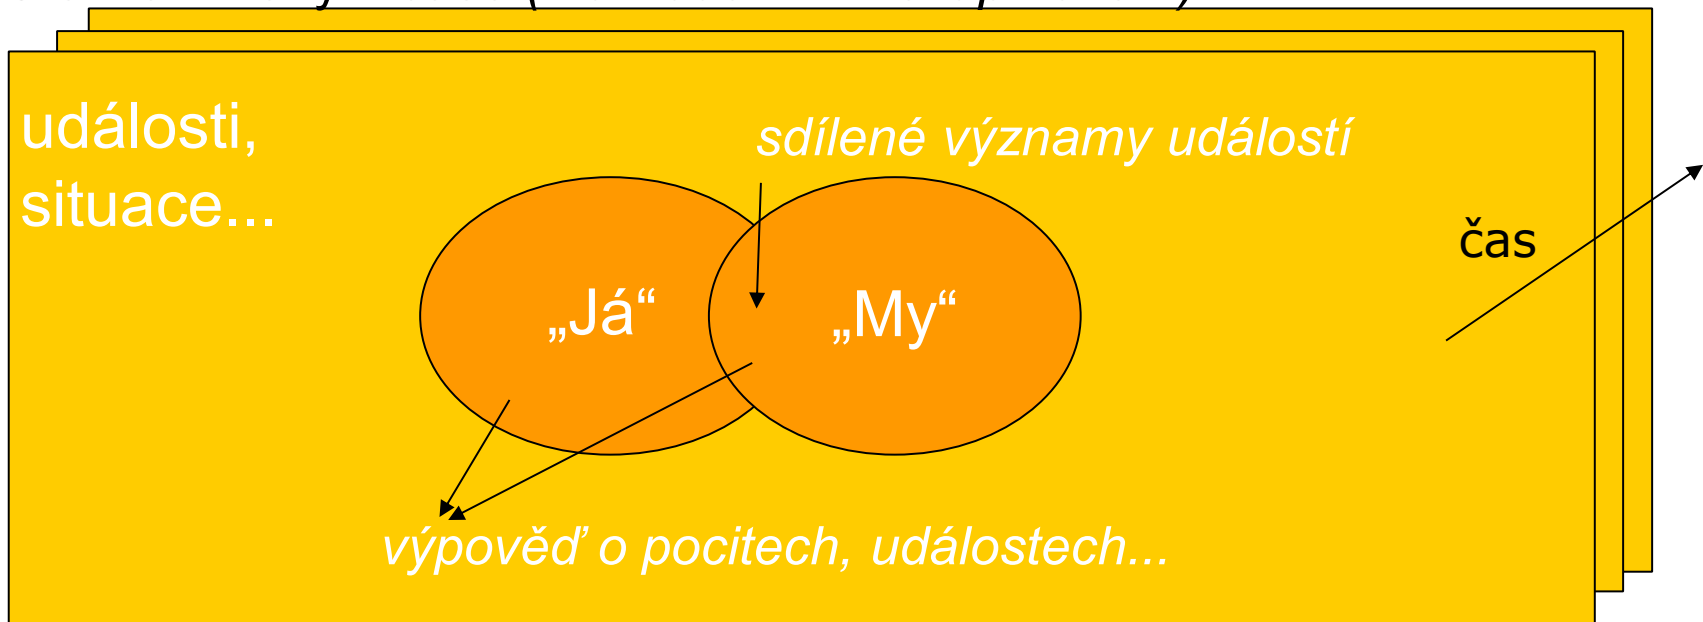 události,
situace...
sdílené významy událostí
čas
„Já“
„My“
výpověď o pocitech, událostech...